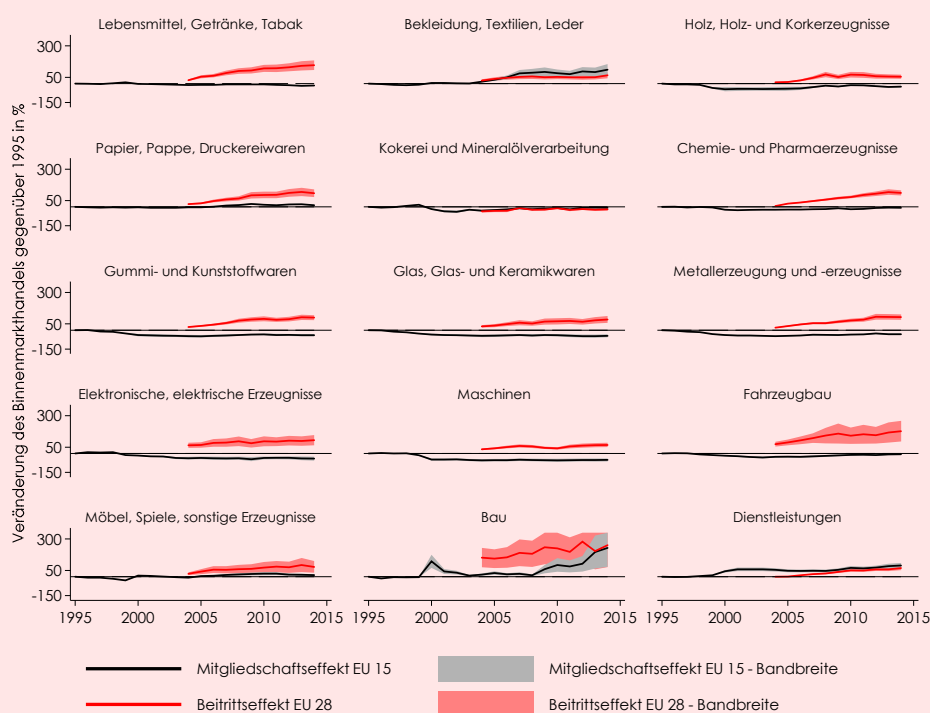 Veränderung des Binnenmarkthandels gegenüber 1995 in %
Lebensmittel, Getränke, Tabak
Bekleidung, Textilien, Leder
Holz, Holz- und Korkerzeugnisse
300
50
-150
Papier, Pappe, Druckereiwaren
Kokerei und Mineralölverarbeitung
Chemie- und Pharmaerzeugnisse
300
50
-150
Gummi- und Kunststoffwaren
Glas, Glas- und Keramikwaren
Metallerzeugung und -erzeugnisse
300
50
-150
Elektronische, elektrische Erzeugnisse
Maschinen
Fahrzeugbau
300
50
-150
Möbel, Spiele, sonstige Erzeugnisse
Bau
Dienstleistungen
300
50
-150
1995 2000 2005 2010 2015
1995 2000 2005 2010 2015
1995 2000 2005 2010 2015
Mitgliedschaftseffekt EU 15
Mitgliedschaftseffekt EU 15 - Bandbreite
Beitrittseffekt EU 28
Beitrittseffekt EU 28 - Bandbreite